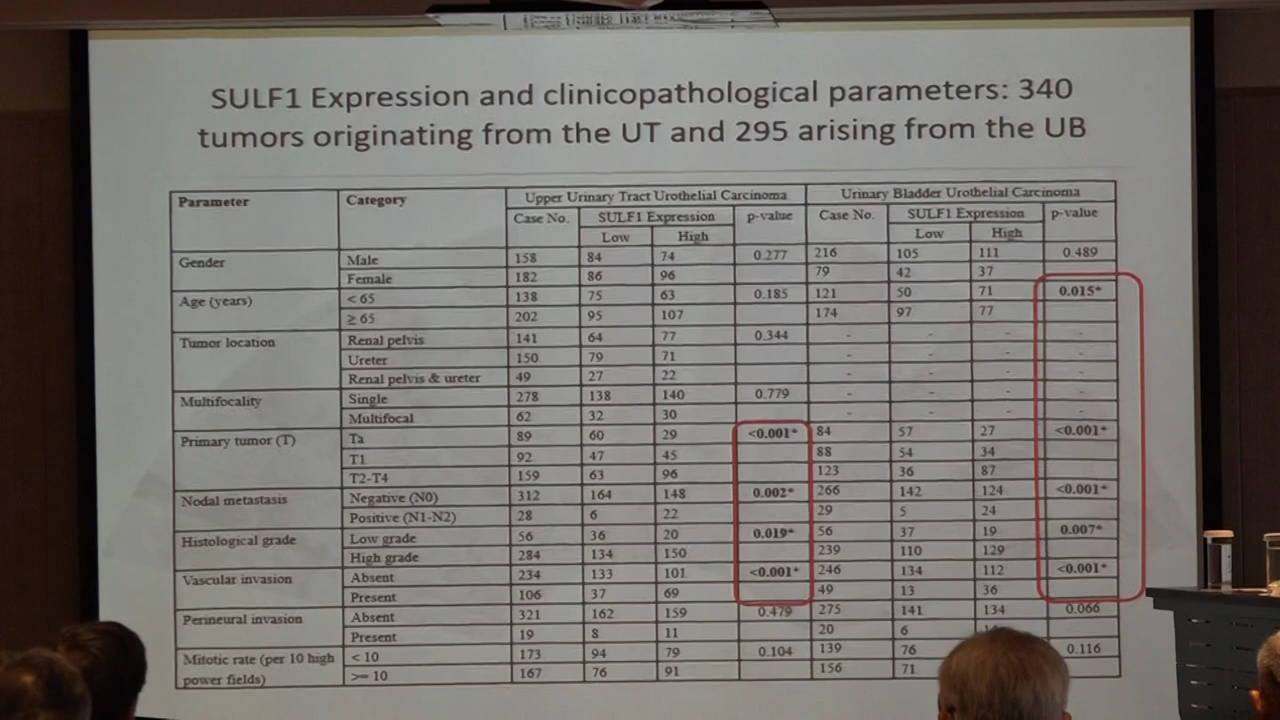 SULF1 Expression and clinicopathological parameters: 340
tumors originating from the UT and 295 arising from the UB
Parameter Category Upper Urinary Tract Urothelial Carcinoma Urinary Bladder Urothelial Carcinoma
Case No. SULF1 Expression p-value Case No. SULF1 Expression p-value
Low High Low High
Gender Male 158 84 74 0.277 216 105 111 0.489
Female 182 86 96 79 42 37
Age (years) < 65 138 75 63 0.185 121 50 71 0.015*
≥ 65 202 95 107 174 97 77
Tumor location Renal pelvis 141 64 77 0.344 - - - -
Ureter 150 79 71 - - - -
Renal pelvis & ureter 49 27 22 - - - -
Multifocality Single 278 138 140 0.779 - - - -
Multifocal 62 32 30 - - - -
Primary tumor (T) Ta 89 60 29 <0.001* 84 57 27 <0.001*
T1 92 47 45 88 54 34
T2-T4 159 63 96 123 36 87
Nodal metastasis Negative (N0) 312 164 148 0.002* 266 142 124 <0.001*
Positive (N1-N2) 28 6 22 29 5 24
Histological grade Low grade 56 36 20 0.019* 56 37 19 0.007*
High grade 284 134 150 239 110 129
Vascular invasion Absent 234 133 101 <0.001* 246 134 112 <0.001*
Present 106 37 69 49 13 36
Perineural invasion Absent 321 162 159 0.479 275 141 134 0.066
Present 19 8 11 20 6
Mitotic rate (per 10 high < 10 173 94 79 0.104 139 76 0.116
power fields) >= 10 167 76 91 156 71